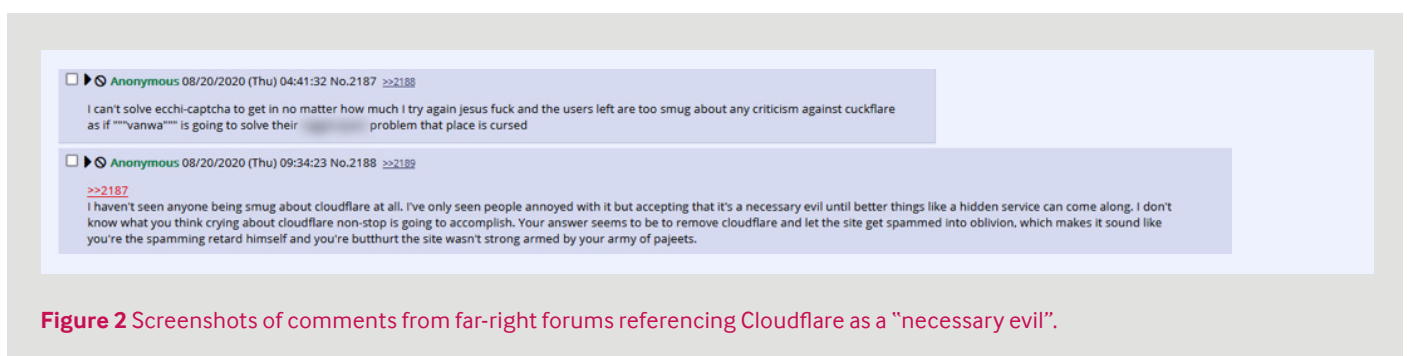 Anonymous 08/20/2020 (Thu) 04:41:32 No.2187 >>2188
I can't solve ecchi-captcha to get in no matter how much I try again jesus fuck and the users left are too smug about any criticism against cuckflare
as if """vanwa""" is going to solve their problem that place is cursed
Anonymous 08/20/2020 (Thu) 09:34:23 No.2188 >>2189
>>2187
I haven't seen anyone being smug about cloudflare at all. I've only seen people annoyed with it but accepting that it's a necessary evil until better things like a hidden service can come along. I don't
know what you think crying about cloudflare non-stop is going to accomplish. Your answer seems to be to remove cloudflare and let the site get spammed into oblivion, which makes it sound like
you're the spamming retard himself and you're butthurt the site wasn't strong armed by your army of pajeets.
Figure 2 Screenshots of comments from far-right forums referencing Cloudflare as a “necessary evil”.